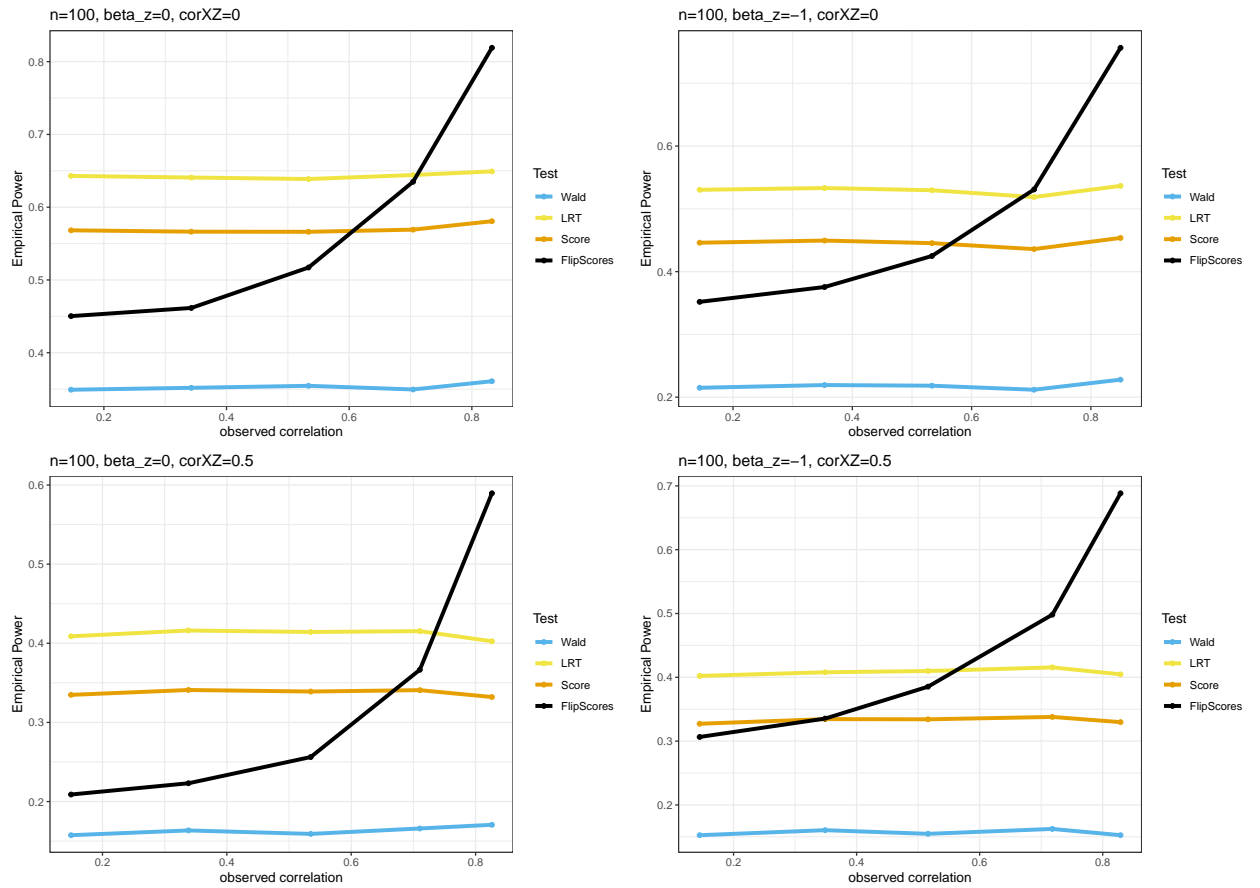 n=100, beta_z=0, corXZ=0
0.8
0.7
0.6
0.5
0.4
Empirical Power
0.2 0.4 0.6 0.8
observed correlation
Test
Wald
LRT
Score
FlipScores
n=100, beta_z=−1, corXZ=0
0.6
0.4
0.2
Empirical Power
0.2 0.4 0.6 0.8
observed correlation
Test
Wald
LRT
Score
FlipScores
n=100, beta_z=0, corXZ=0.5
0.6
0.5
0.4
0.3
0.2
Empirical Power
0.2 0.4 0.6 0.8
observed correlation
Test
Wald
LRT
Score
FlipScores
n=100, beta_z=−1, corXZ=0.5
0.7
0.6
0.5
0.4
0.3
0.2
Empirical Power
0.2 0.4 0.6 0.8
observed correlation
Test
Wald
LRT
Score
FlipScores